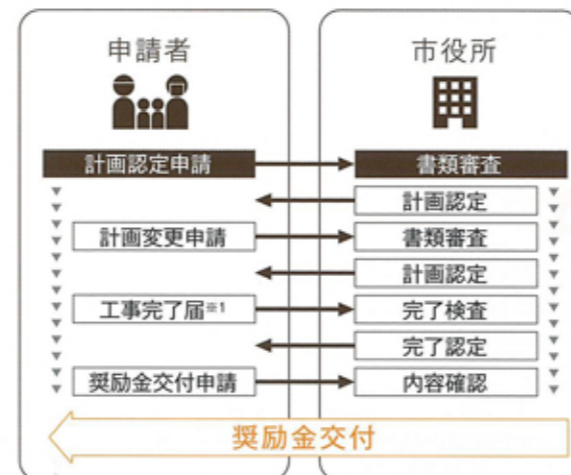 申請者
市役所
計画認定申請
書類審査
計画認定
計画変更申請
書類審査
計画認定
工事完了届※1
完了検査
完了認定
奨励金交付申請
内容確認
奨励金交付